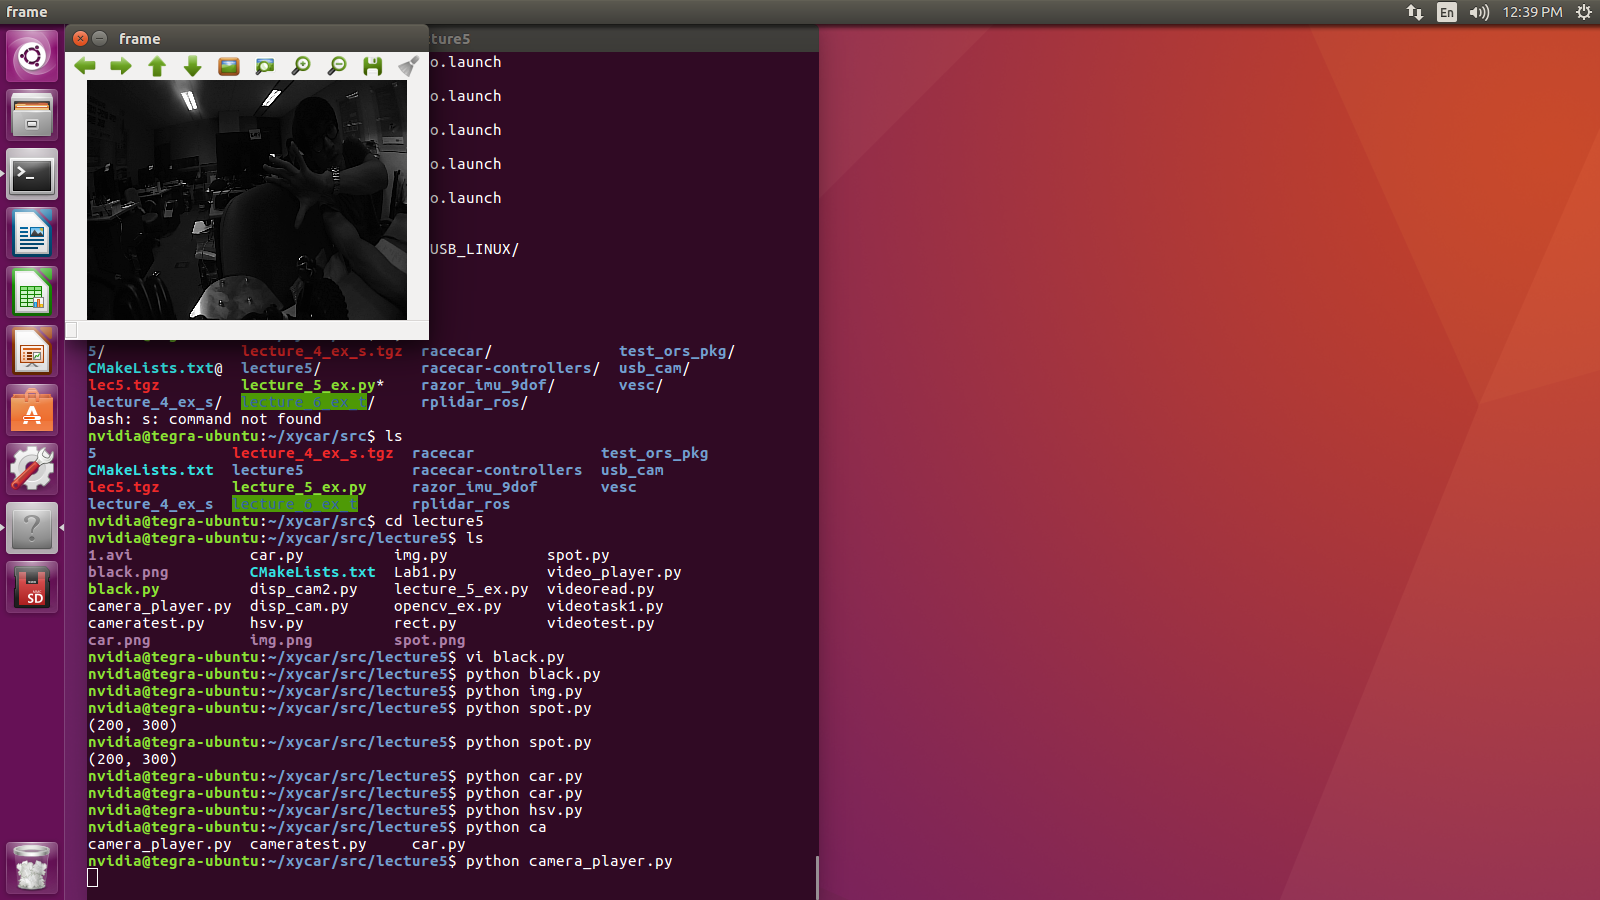 frame
En
12:39 PM
frame
ture5
o.launch
o.launch
o.launch
o.launch
o.launch
USB_LINUX/
5/ lecture_4_ex_s.tgz racecar/ test_ors_pkg/
CMakeLists.txt@ lecture5/ racecar-controllers/ usb_cam/
lec5.tgz lecture_5_ex.py* razor_imu_9dof/ vesc/
lecture_4_ex_s/ lecture_6_ex_t/ rplidar_ros/
bash: s: command not found
nvidia@tegra-ubuntu:~/xycar/src$ ls
5 lecture_4_ex_s.tgz racecar test_ors_pkg
CMakeLists.txt lecture5 racecar-controllers usb_cam
lec5.tgz lecture_5_ex.py razor_imu_9dof vesc
lecture_4_ex_s lecture_6_ex_t rplidar_ros
nvidia@tegra-ubuntu:~/xycar/src$ cd lecture5
nvidia@tegra-ubuntu:~/xycar/src/lecture5$ ls
1.avi car.py img.py spot.py
black.png CMakeLists.txt Lab1.py video_player.py
black.py disp_cam2.py lecture_5_ex.py videoread.py
camera_player.py disp_cam.py opencv_ex.py videotask1.py
cameratest.py hsv.py rect.py videotest.py
car.png img.png spot.png
nvidia@tegra-ubuntu:~/xycar/src/lecture5$ vi black.py
nvidia@tegra-ubuntu:~/xycar/src/lecture5$ python black.py
nvidia@tegra-ubuntu:~/xycar/src/lecture5$ python img.py
nvidia@tegra-ubuntu:~/xycar/src/lecture5$ python spot.py
(200, 300)
nvidia@tegra-ubuntu:~/xycar/src/lecture5$ python spot.py
(200, 300)
nvidia@tegra-ubuntu:~/xycar/src/lecture5$ python car.py
nvidia@tegra-ubuntu:~/xycar/src/lecture5$ python car.py
nvidia@tegra-ubuntu:~/xycar/src/lecture5$ python hsv.py
nvidia@tegra-ubuntu:~/xycar/src/lecture5$ python ca
camera_player.py cameratest.py car.py
nvidia@tegra-ubuntu:~/xycar/src/lecture5$ python camera_player.py
SD